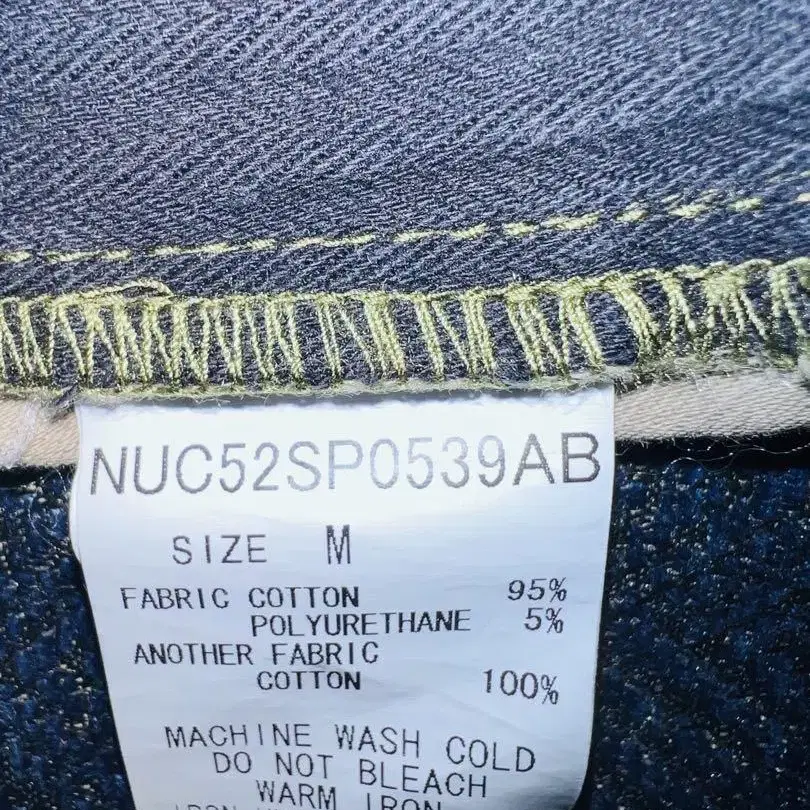 NUC52SP0539AB
SIZE M
FABRIC COTTON 95%
POLYURETHANE 5%
ANOTHER FABRIC
COTTON 100%
MACHINE WASH COLD
DO NOT BLEACH
WARM IRON